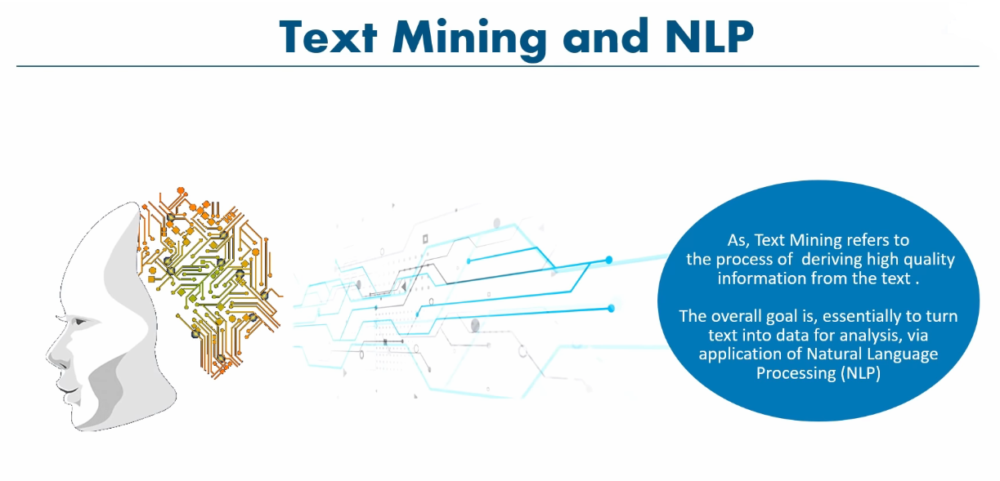 Text Mining and NLP
As, Text Mining refers to
the process of  deriving high quality
information from the text .
The overall goal is, essentially to turn
text into data for analysis, via
application of Natural Language
Processing (NLP)